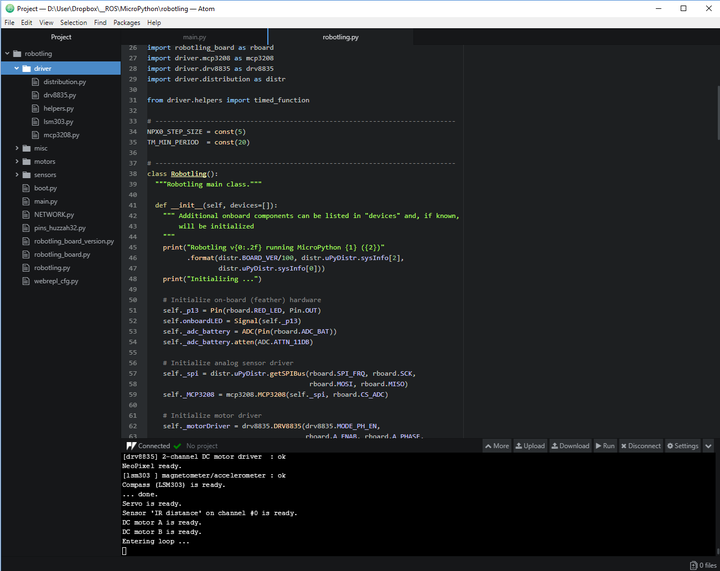 Project — D:\User\Dropbox\__ROS\MicroPython\robotling — Atom
File Edit View Selection Find Packages Help
Project
main.py
robotling.py
robotling
driver
distribution.py
drv8835.py
helpers.py
lsm303.py
mcp3208.py
misc
motors
sensors
boot.py
main.py
NETWORK.py
pins_huzzah32.py
robotling_board_version.py
robotling_board.py
robotling.py
webrepl_cfg.py
26 import robotling_board as rboard
27 import driver.mcp3208 as mcp3208
28 import driver.drv8835 as drv8835
29 import driver.distribution as distr
30
31 from driver.helpers import timed_function
32
33 # ----------------------------------------------------------------------------
34 NPX0_STEP_SIZE = const(5)
35 TM_MIN_PERIOD  = const(20)
36
37 # ----------------------------------------------------------------------------
38 class Robotling():
39   """Robotling main class."""
40
41   def __init__(self, devices=[]):
42     """ Additional onboard components can be listed in "devices" and, if known,
43         will be initialized
44     """
45     print("Robotling v{0:.2f} running MicroPython {1} ({2})"
46           .format(distr.BOARD_VER/100, distr.uPyDistr.sysInfo[2],
47                   distr.uPyDistr.sysInfo[0]))
48     print("Initializing ...")
49
50     # Initialize on-board (feather) hardware
51     self._p13 = Pin(rboard.RED_LED, Pin.OUT)
52     self.onboardLED = Signal(self._p13)
53     self._adc_battery = ADC(Pin(rboard.ADC_BAT))
54     self._adc_battery.atten(ADC.ATTN_11DB)
55
56     # Initialize analog sensor driver
57     self._spi = distr.uPyDistr.getSPIBus(rboard.SPI_FRQ, rboard.SCK,
58                                          rboard.MOSI, rboard.MISO)
59     self._MCP3208 = mcp3208.MCP3208(self._spi, rboard.CS_ADC)
60
61     # Initialize motor driver
62     self._motorDriver = drv8835.DRV8835(drv8835.MODE_PH_EN,
63                                         rboard.A_ENAB, rboard.A_PHASE,
Connected No project More Upload Download Run Disconnect Settings
[drv8835] 2-channel DC motor driver  : ok
NeoPixel ready.
[lsm303 ] magnetometer/accelerometer : ok
Compass (LSM303) is ready.
... done.
Servo is ready.
Sensor 'IR distance' on channel #0 is ready.
DC motor A is ready.
DC motor B is ready.
Entering loop ...
0 files